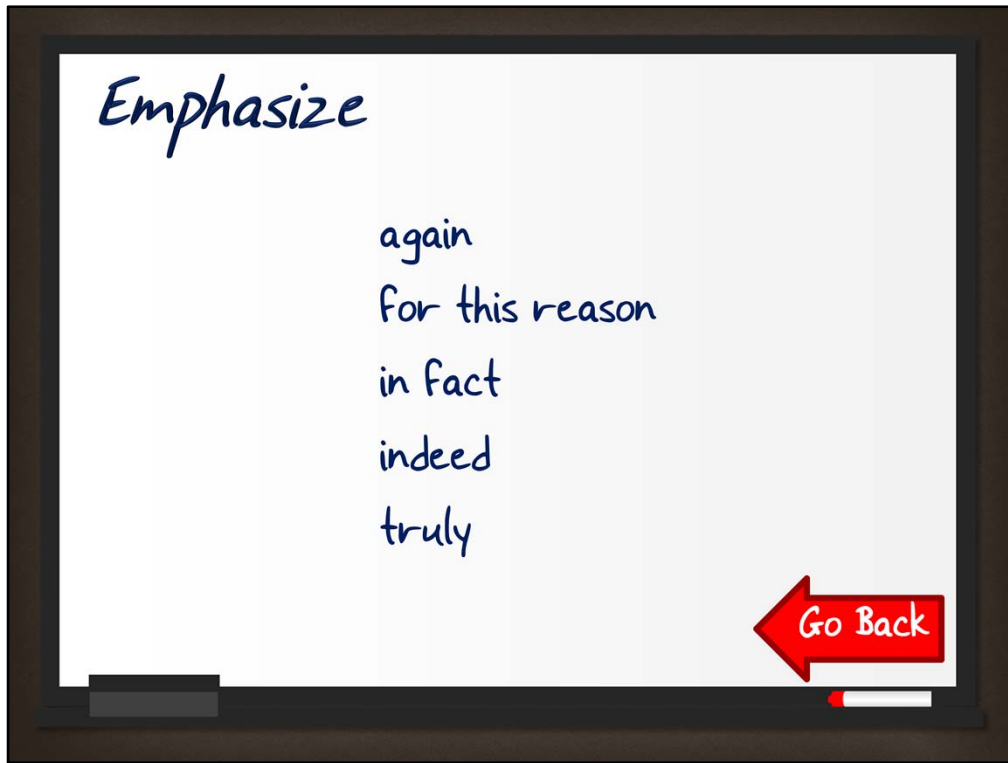 Emphasize
again
for this reason
in fact
indeed
truly
Go Back